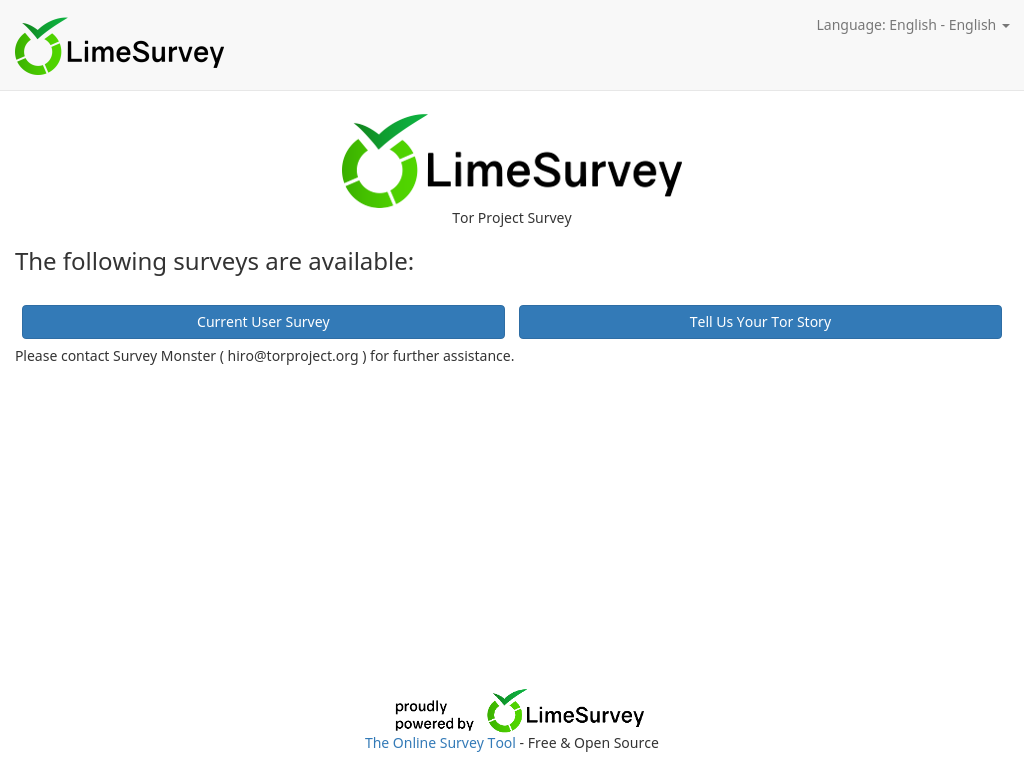 LimeSurvey
Language: English - English
LimeSurvey
Tor Project Survey
The following surveys are available:
Current User Survey
Tell Us Your Tor Story
Please contact Survey Monster ( hiro@torproject.org ) for further assistance.
proudly
powered by
LimeSurvey
The Online Survey Tool - Free & Open Source